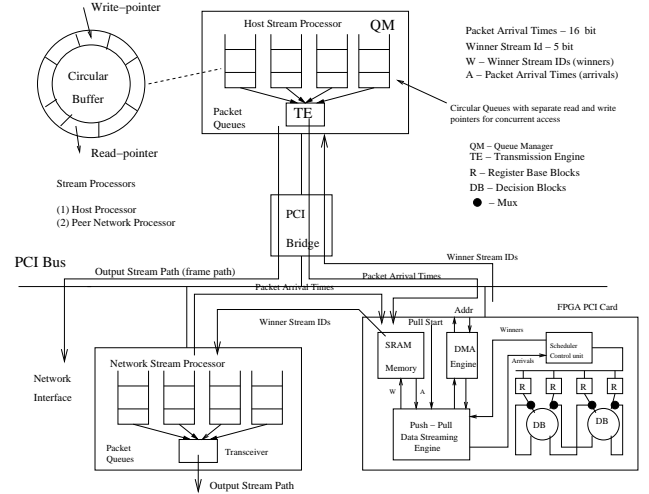 Write−pointer
Circular
Buffer
Read−pointer
Host Stream Processor
QM
Packet
Queues
TE
Packet Arrival Times − 16 bit
Winner Stream Id − 5 bit
W − Winner Stream IDs (winners)
A − Packet Arrival Times (arrivals)
Circular Queues with separate read and write
pointers for concurrent access
QM − Queue Manager
TE − Transmission Engine
R − Register Base Blocks
DB − Decision Blocks
− Mux
Stream Processors
(1) Host Processor
(2) Peer Network Processor
PCI
Bridge
PCI Bus
Output Stream Path (frame path)
Winner Stream IDs
Packet Arrival Times
Packet Arrival Times
Winner Stream IDs
Pull Start
Addr
FPGA PCI Card
Network
Interface
Network Stream Processor
Packet
Queues
Transceiver
Output Stream Path
SRAM
Memory
DMA
Engine
W
A
Push − Pull
Data Streaming
Engine
Winners
Arrivals
Scheduler
Control unit
R
R
R
R
DB
DB